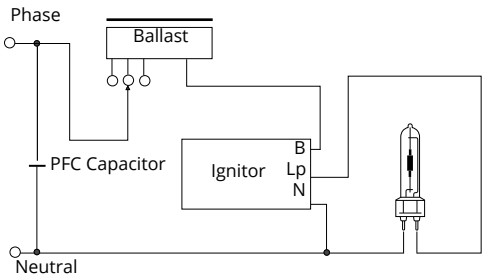 Phase
Ballast
B
PFC Capacitor
Ignitor
Lp
N
Neutral